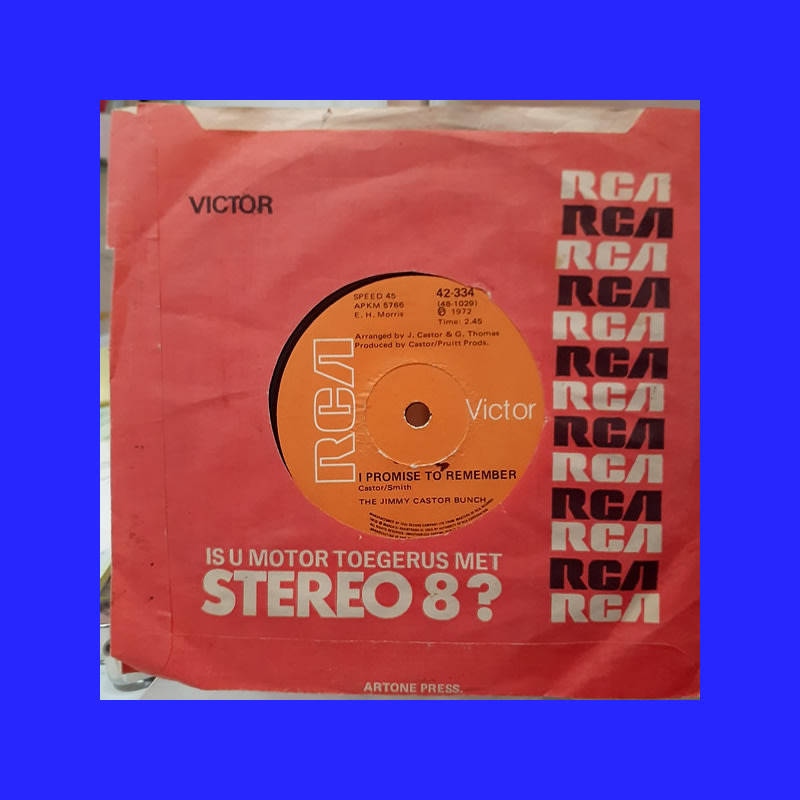 VICTOR
RCA
RCA
RCA
RCA
RCA
RCA
RCA
RCA
RCA
RCA
RCA
RCA
RCA
SPEED 45
APKM 5766
E. H. Morris
42-334
(48-1029)
℗ 1972
Time: 2.45
Arranged by J. Castor & G. Thomas
Produced by Castor/Pruitt Prods.
RCA
Victor
I PROMISE TO REMEMBER
Castor/Smith
THE JIMMY CASTOR BUNCH
IS U MOTOR TOEGERUS MET
STEREO 8?
ARTONE PRESS.